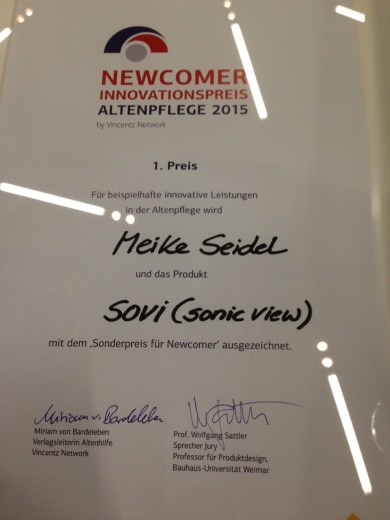 NEWCOMER
INNOVATIONSPREIS
ALTENPFLEGE 2015
by Vincentz Network
1. Preis
Für beispielhafte innovative Leistungen
in der Altenpflege wird
Meike Seidel
und das Produkt
Sovi (sonic view)
mit dem ‚Sonderpreis für Newcomer' ausgezeichnet.
Miriam v. Bardeleben
Miriam von Bardeleben
Verlagsleiterin Altenhilfe
Vincentz Network
Prof. Wolfgang Sattler
Sprecher Jury
Professor für Produktdesign,
Bauhaus-Universität Weimar